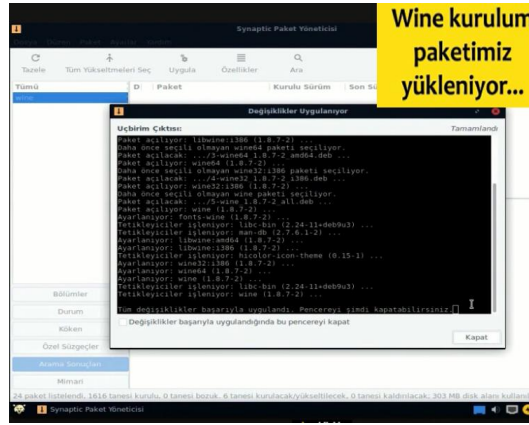 Wine kurulum
paketimiz
yükleniyor...
Synaptic Paket Yöneticisi
Tazele
Tüm Yükseltmeleri Seç
Uygula
Özellikler
Ara
Tümü
D
Paket
Kurulu Sürüm
Son Sü
wine
Değişiklikler Uygulanıyor
Uçbirim Çıktısı:
Tamamlandı
Paket açılıyor: libwine:i386 (1.8.7-2) ...
Daha önce seçili olmayan wine64 paketi seçiliyor.
Paket açılacak: .../3-wine64_1.8.7-2_amd64.deb ...
Paket açılıyor: wine64 (1.8.7-2) ...
Daha önce seçili olmayan wine32:i386 paketi seçiliyor.
Paket açılacak: .../4-wine32_1.8.7-2_i386.deb ...
Paket açılıyor: wine32:i386 (1.8.7-2) ...
Daha önce seçili olmayan wine paketi seçiliyor.
Paket açılacak: .../5-wine_1.8.7-2_all.deb ...
Paket açılıyor: wine (1.8.7-2) ...
Ayarlanıyor: fonts-wine (1.8.7-2) ...
Tetikleyiciler işleniyor: libc-bin (2.24-11+deb9u3) ...
Tetikleyiciler işleniyor: man-db (2.7.6.1-2) ...
Ayarlanıyor: libwine:amd64 (1.8.7-2) ...
Ayarlanıyor: libwine:i386 (1.8.7-2) ...
Tetikleyiciler işleniyor: hicolor-icon-theme (0.15-1) ...
Ayarlanıyor: wine32:i386 (1.8.7-2) ...
Ayarlanıyor: wine64 (1.8.7-2) ...
Ayarlanıyor: wine (1.8.7-2) ...
Tetikleyiciler işleniyor: libc-bin (2.24-11+deb9u3) ...
Tetikleyiciler işleniyor: wine (1.8.7-2) ...
Tüm değişiklikler başarıyla uygulandı. Pencereyi şimdi kapatabilirsiniz.
Değişiklikler başarıyla uygulandığında bu pencereyi kapat
Kapat
Bölümler
Durum
Köken
Özel Süzgeçler
Arama Sonuçları
Mimari
24 paket listelendi, 1616 tanesi kurulu, 0 tanesi bozuk. 6 tanesi kurulacak/yükseltilecek, 0 tanesi kaldırılacak; 303 MB disk alanı kullanıl
Synaptic Paket Yöneticisi